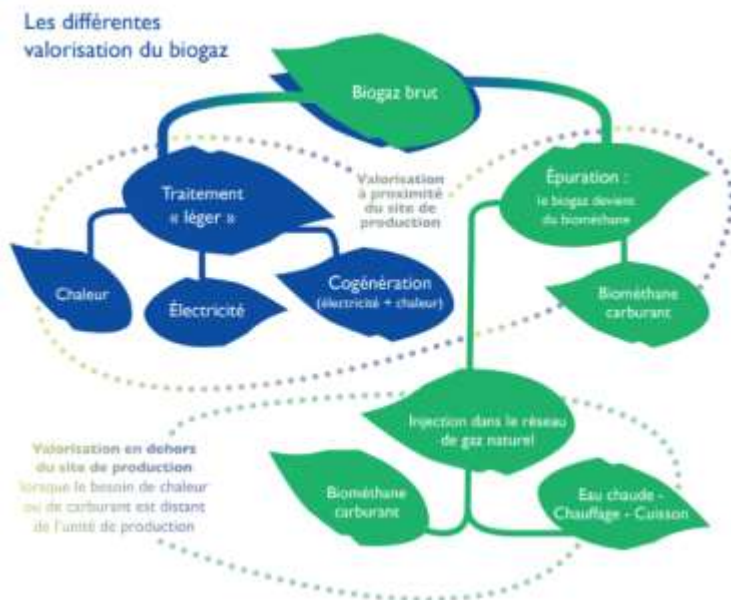 Les différentes
valorisation du biogaz
Biogaz brut
Traitement
« léger »
Valorisation
à proximité
du site de
production
Épuration :
le biogaz devient
du biométhane
Chaleur
Électricité
Cogénération
(électricité + chaleur)
Biométhane
carburant
Injection dans le réseau
de gaz naturel
Valorisation en dehors
du site de production
lorsque le besoin de chaleur
ou de carburant est distant
de l'unité de production
Biométhane
carburant
Eau chaude -
Chauffage - Cuisson